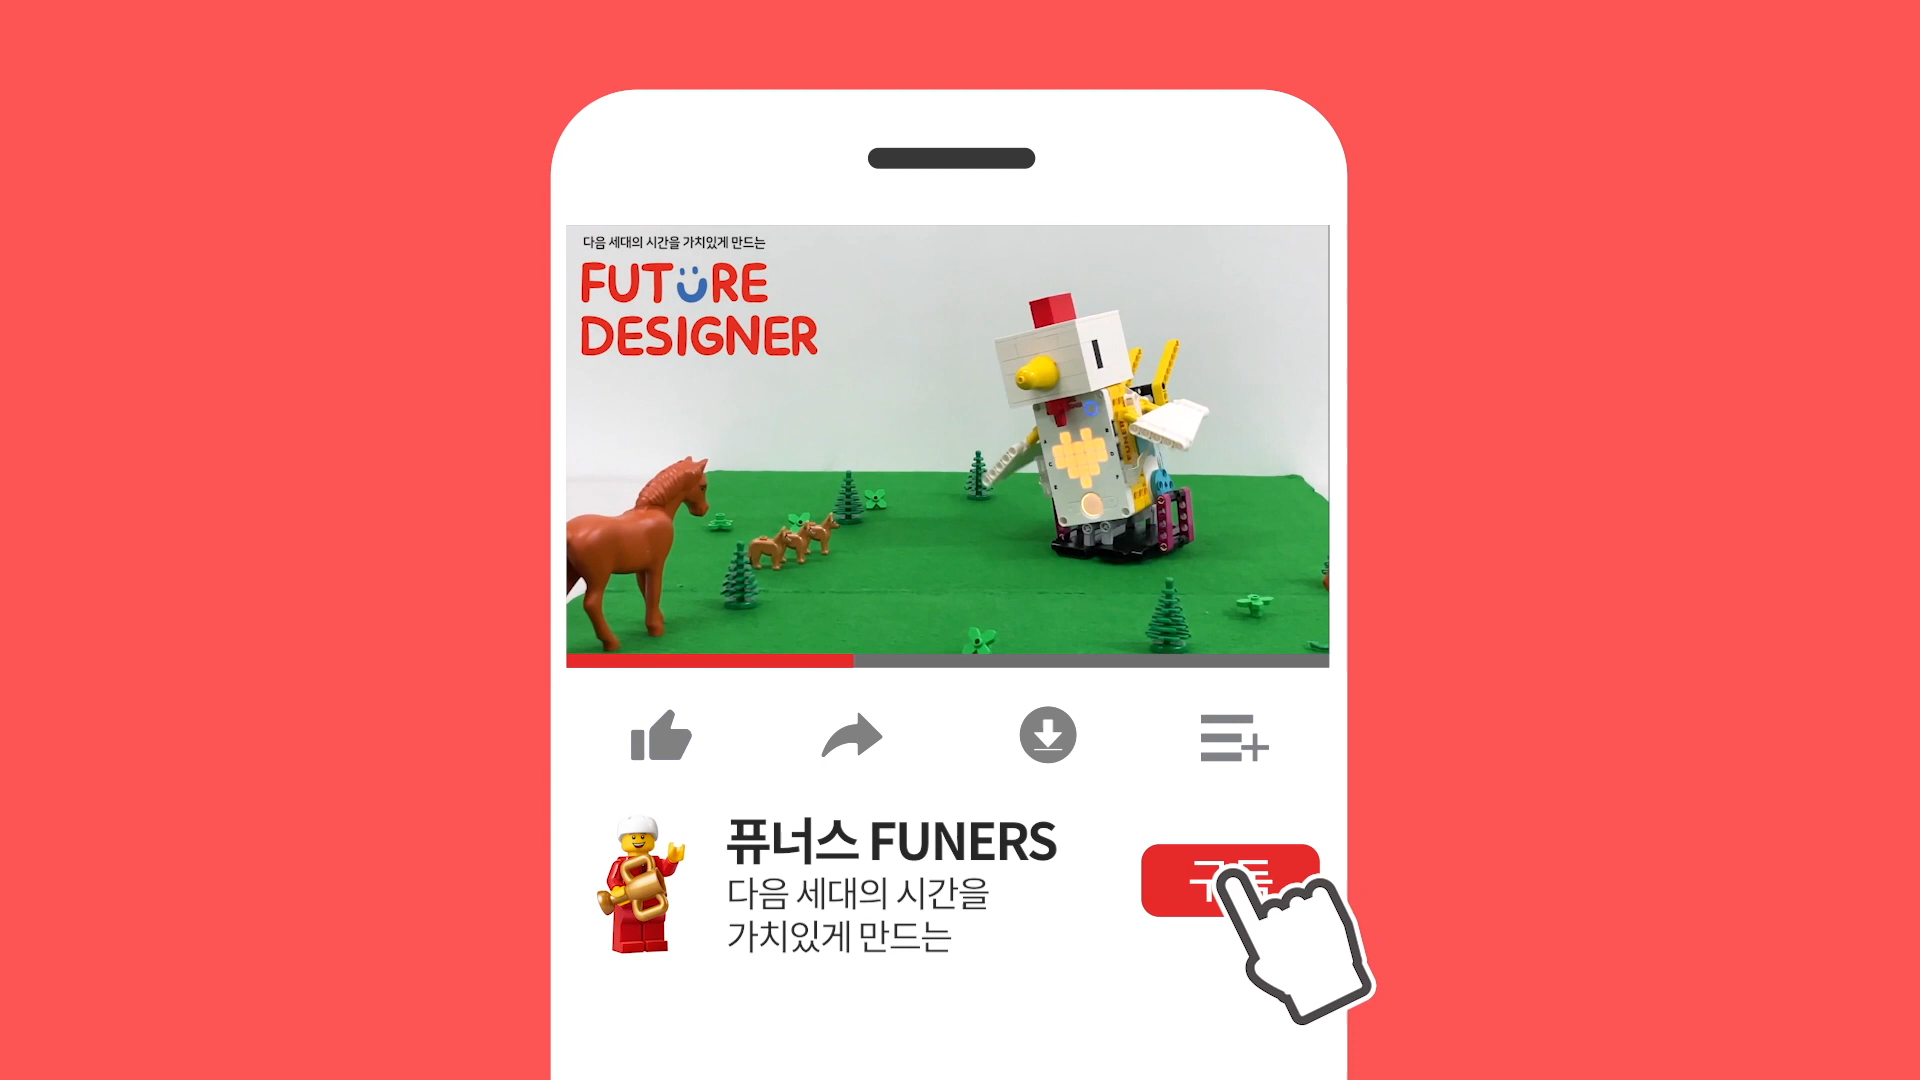 다음 세대의 시간을 가치있게 만드는
FUTURE
DESIGNER
퓨너스 FUNERS
다음 세대의 시간을
가치있게 만드는